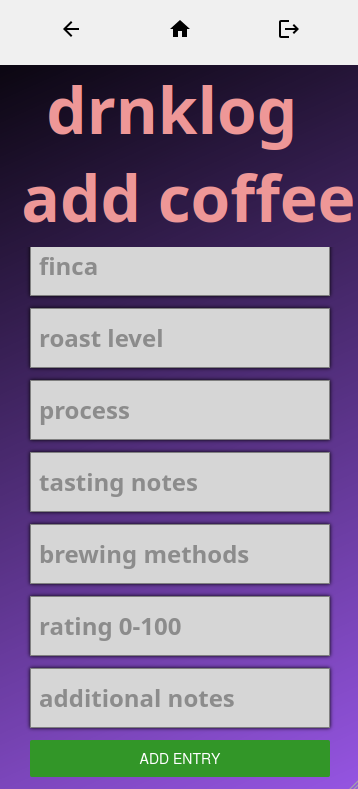 drnklog
add coffee
finca
roast level
process
tasting notes
brewing methods
rating 0-100
additional notes
ADD ENTRY